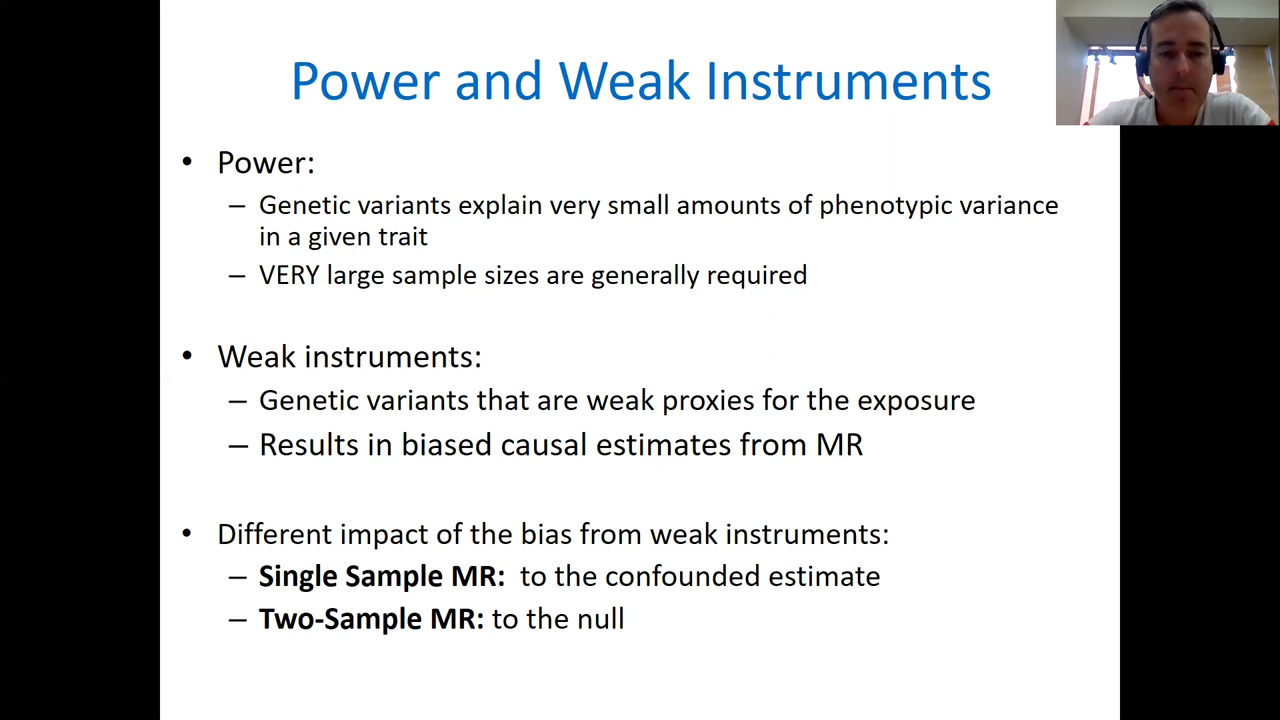 Power and Weak Instruments
• Power:
– Genetic variants explain very small amounts of phenotypic variance
in a given trait
– VERY large sample sizes are generally required
• Weak instruments:
– Genetic variants that are weak proxies for the exposure
– Results in biased causal estimates from MR
• Different impact of the bias from weak instruments:
– Single Sample MR: to the confounded estimate
– Two-Sample MR: to the null